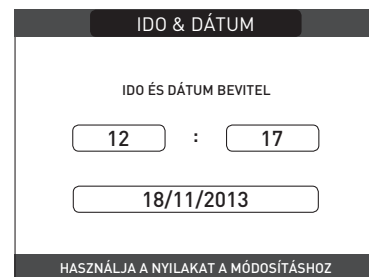 IDO & DÁTUM
IDO ÉS DÁTUM BEVITEL
12 : 17
18/11/2013
HASZNÁLJA A NYILAKAT A MÓDOSÍTÁSHOZ